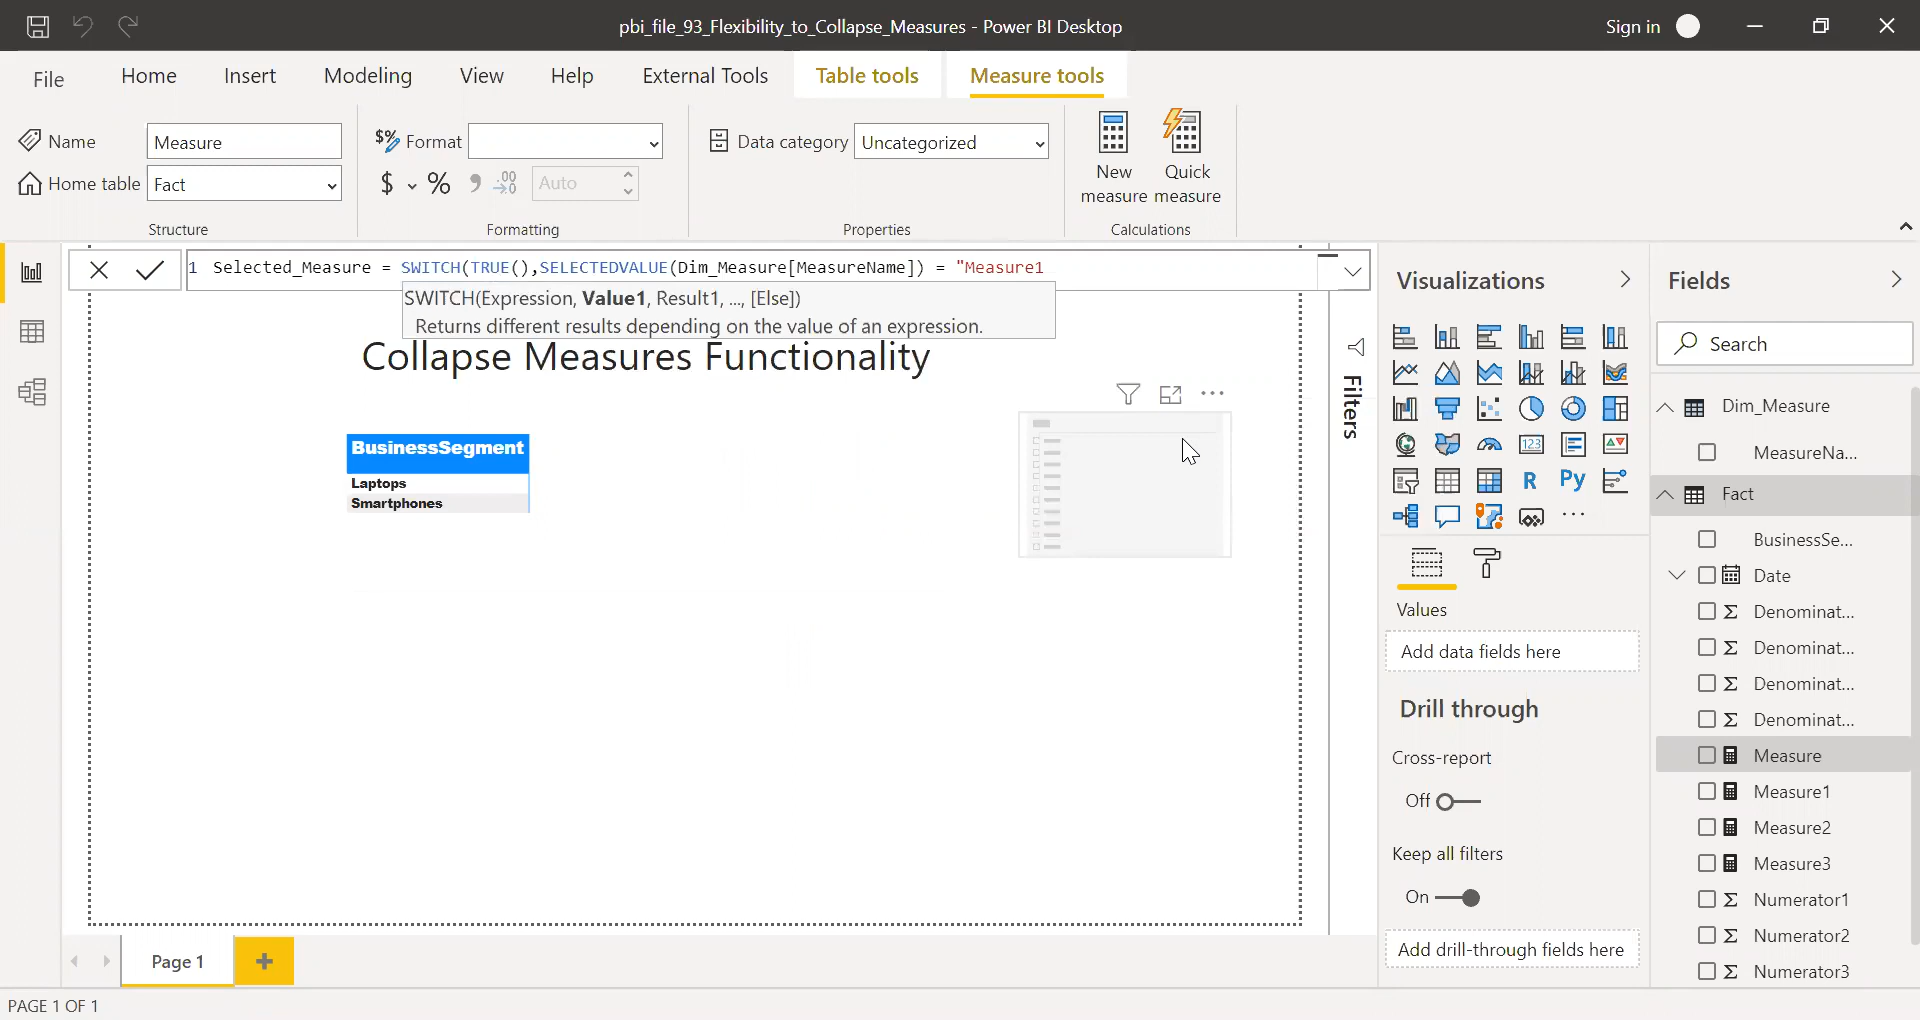 pbi_file_93_Flexibility_to_Collapse_Measures - Power BI Desktop
Sign in
File
Home
Insert
Modeling
View
Help
External Tools
Table tools
Measure tools
Name
Measure
Home table
Fact
Structure
$% Format
$ % , .00
Auto
Formatting
Data category
Uncategorized
Properties
New measure
Quick measure
Calculations
1 Selected_Measure = SWITCH(TRUE(),SELECTEDVALUE(Dim_Measure[MeasureName]) = "Measure1
SWITCH(Expression, Value1, Result1, ..., [Else])
Returns different results depending on the value of an expression.
Collapse Measures Functionality
BusinessSegment
Laptops
Smartphones
Filters
Visualizations
123
R
Py
Values
Add data fields here
Drill through
Cross-report
Off
Keep all filters
On
Add drill-through fields here
Fields
Search
Dim_Measure
MeasureNa...
Fact
BusinessSe...
Date
Σ Denominat...
Σ Denominat...
Σ Denominat...
Σ Denominat...
Measure
Measure1
Measure2
Measure3
Σ Numerator1
Σ Numerator2
Σ Numerator3
Page 1
PAGE 1 OF 1